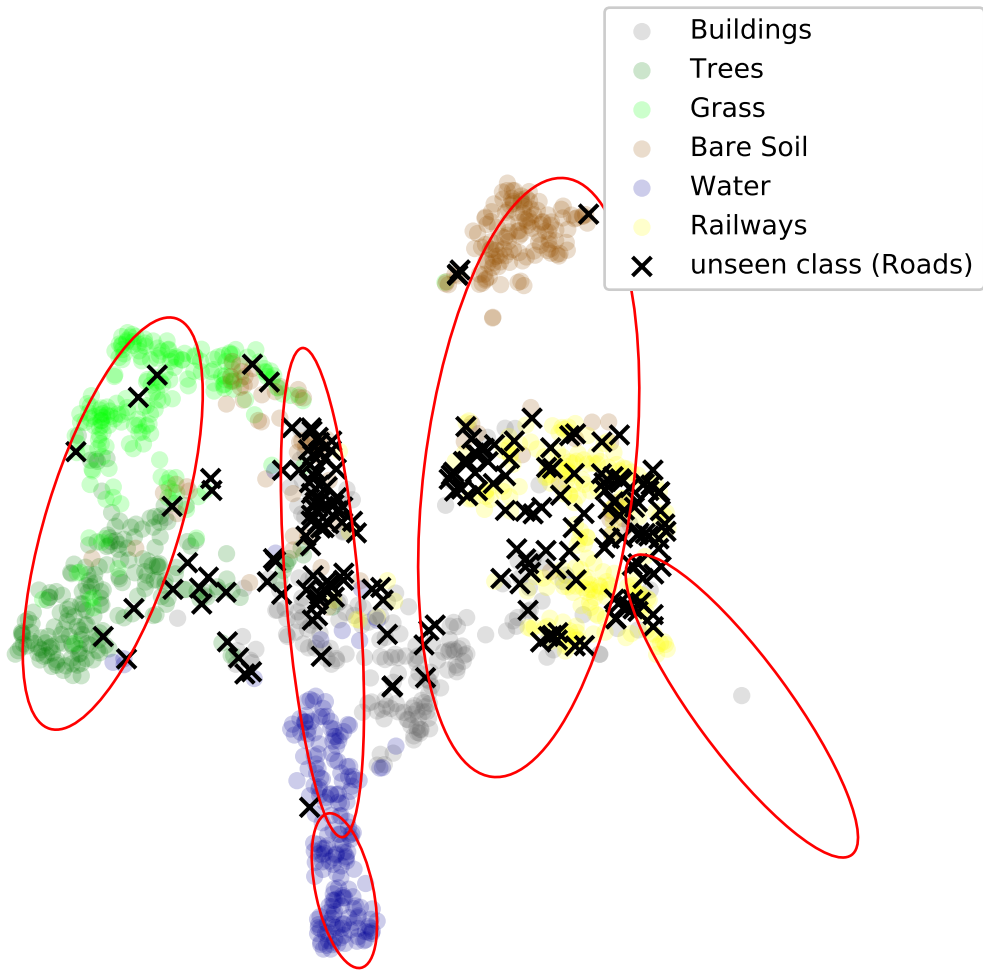 Buildings
Trees
Grass
Bare Soil
Water
Railways
unseen class (Roads)